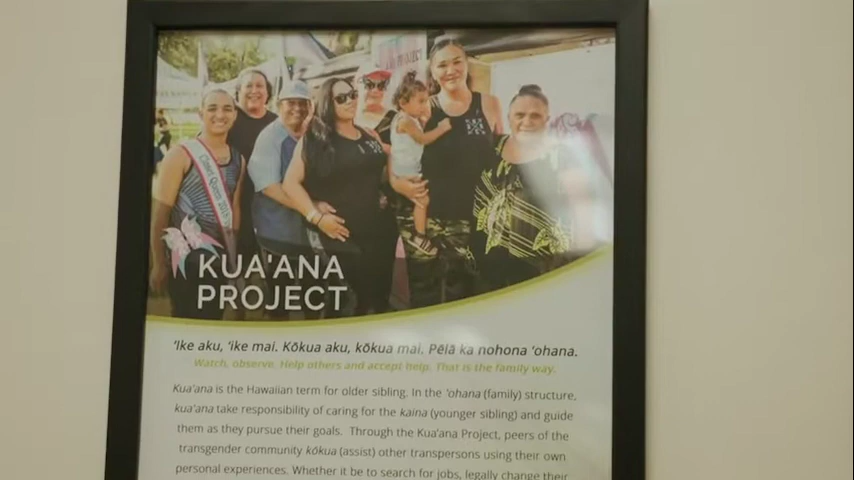 Closet Queen 2018
PROJECT
KUA'ANA
PROJECT
'Ike aku, 'ike mai. Kōkua aku, kōkua mai. Pēlā ka nohona 'ohana.
Watch, observe. Help others and accept help. That is the family way.
Kua'ana is the Hawaiian term for older sibling. In the 'ohana (family) structure,
kua'ana take responsibility of caring for the kaina (younger sibling) and guide
them as they pursue their goals. Through the Kua'ana Project, peers of the
transgender community kōkua (assist) other transpersons using their own
personal experiences. Whether it be to search for jobs, legally change their